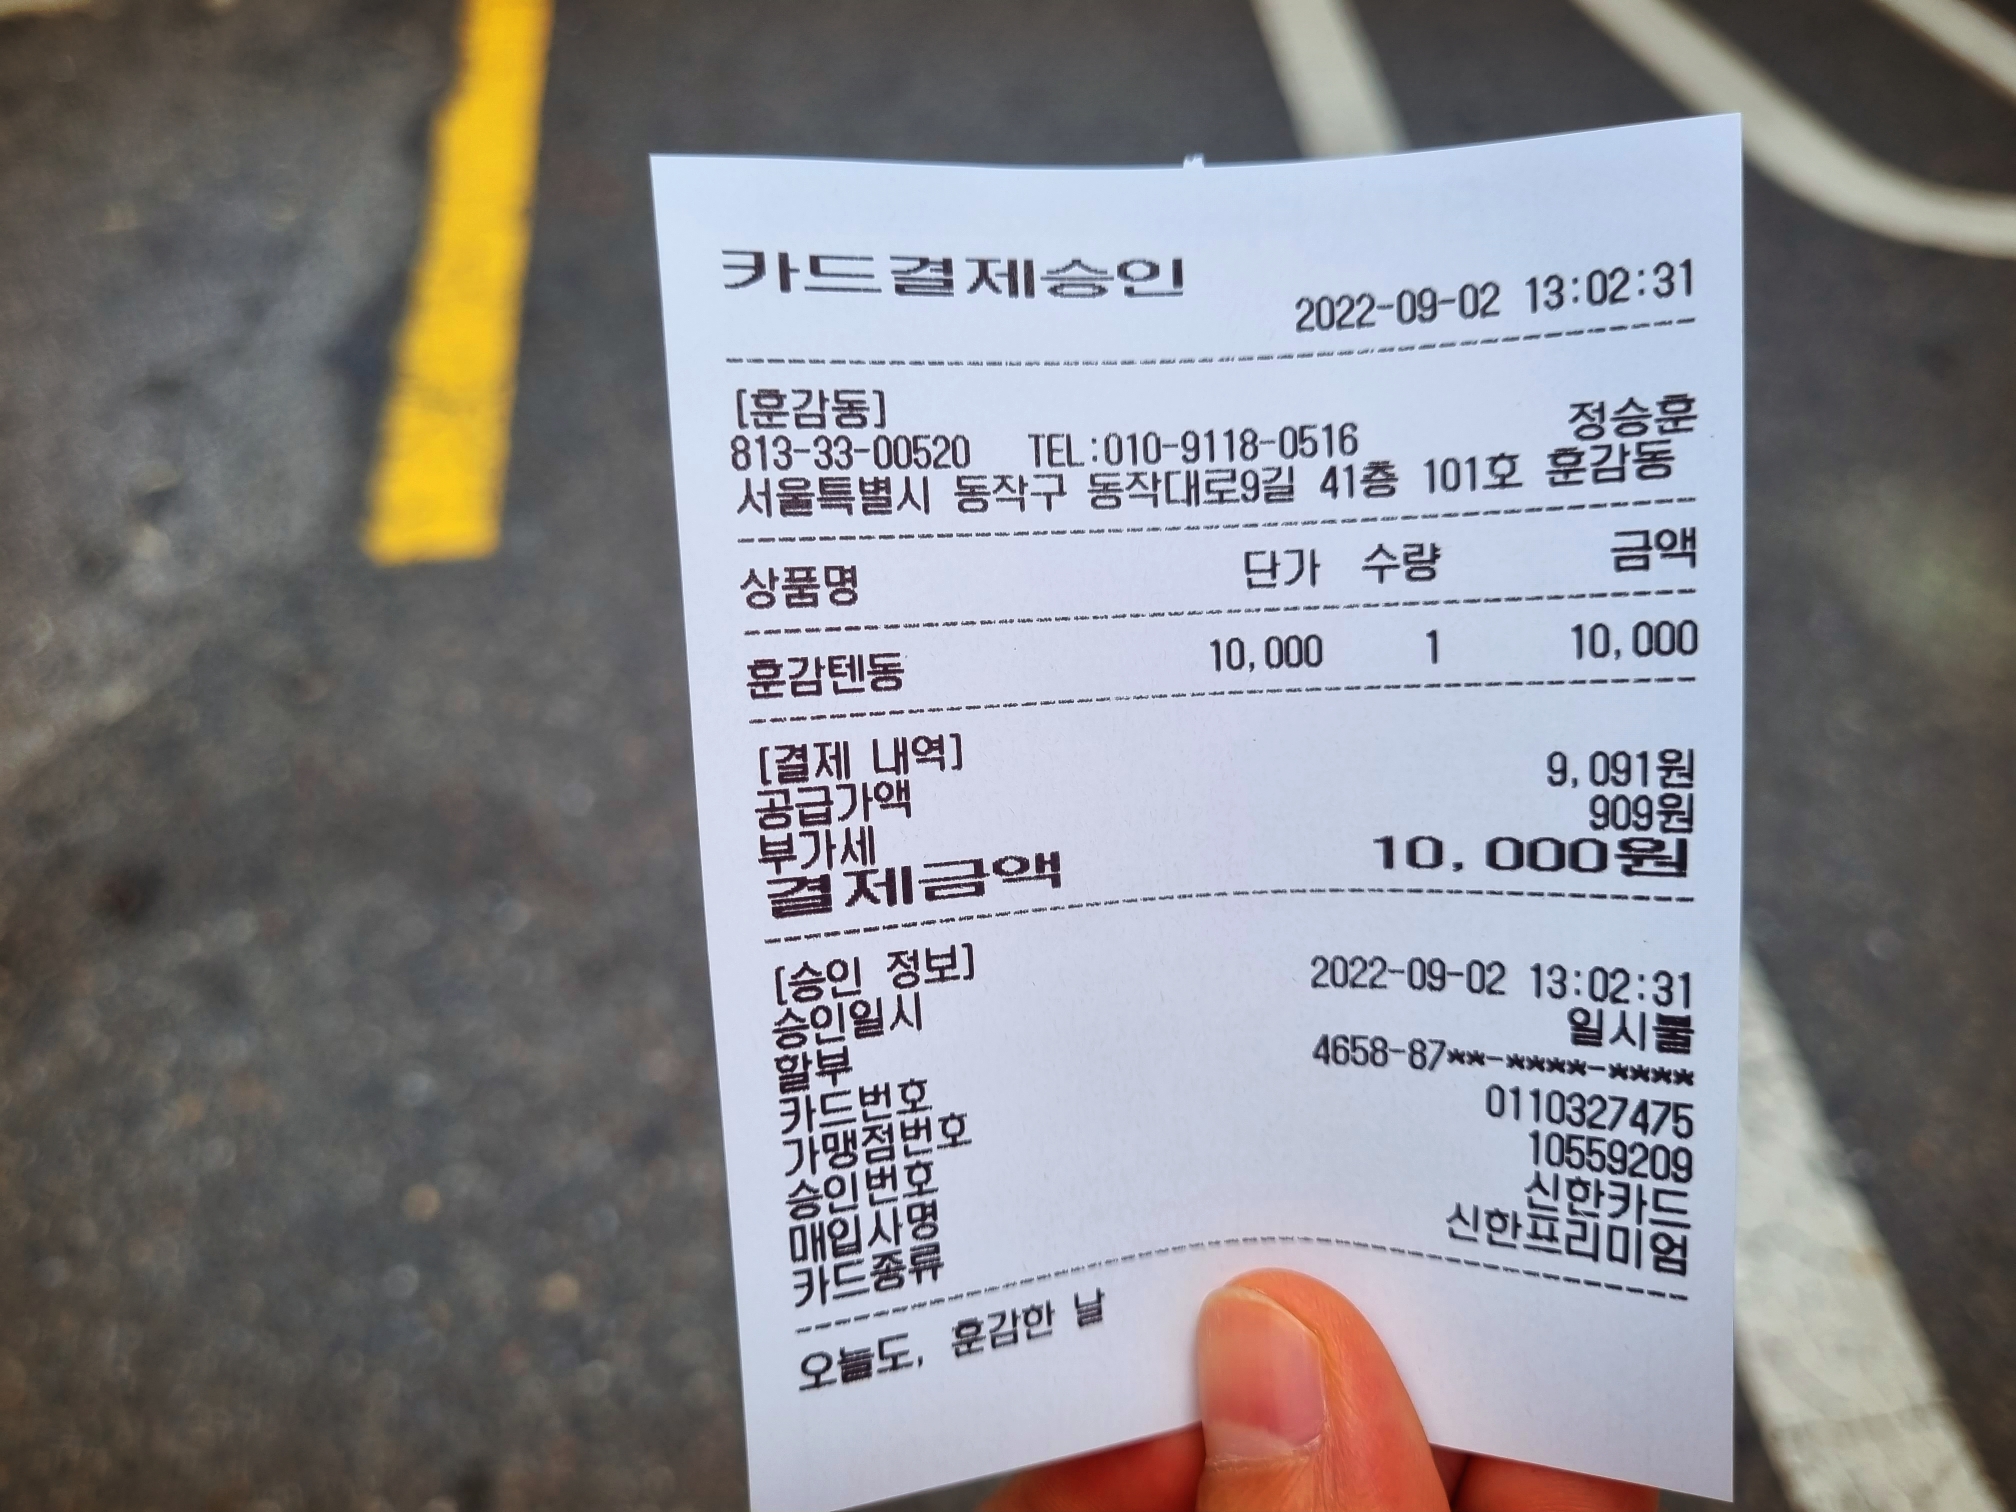 카드결제승인
2022-09-02 13:02:31
[훈감동] 정승훈
813-33-00520 TEL:010-9118-0516
서울특별시 동작구 동작대로9길 41층 101호 훈감동
상품명 단가 수량 금액
훈감텐동 10,000 1 10,000
[결제 내역]
공급가액 9,091원
부가세 909원
결제금액 10,000원
[승인 정보]
승인일시 2022-09-02 13:02:31
할부 일시불
카드번호 4658-87**-****-****
가맹점번호 0110327475
승인번호 10559209
매입사명 신한카드
카드종류 신한프리미엄
오늘도, 훈감한 날